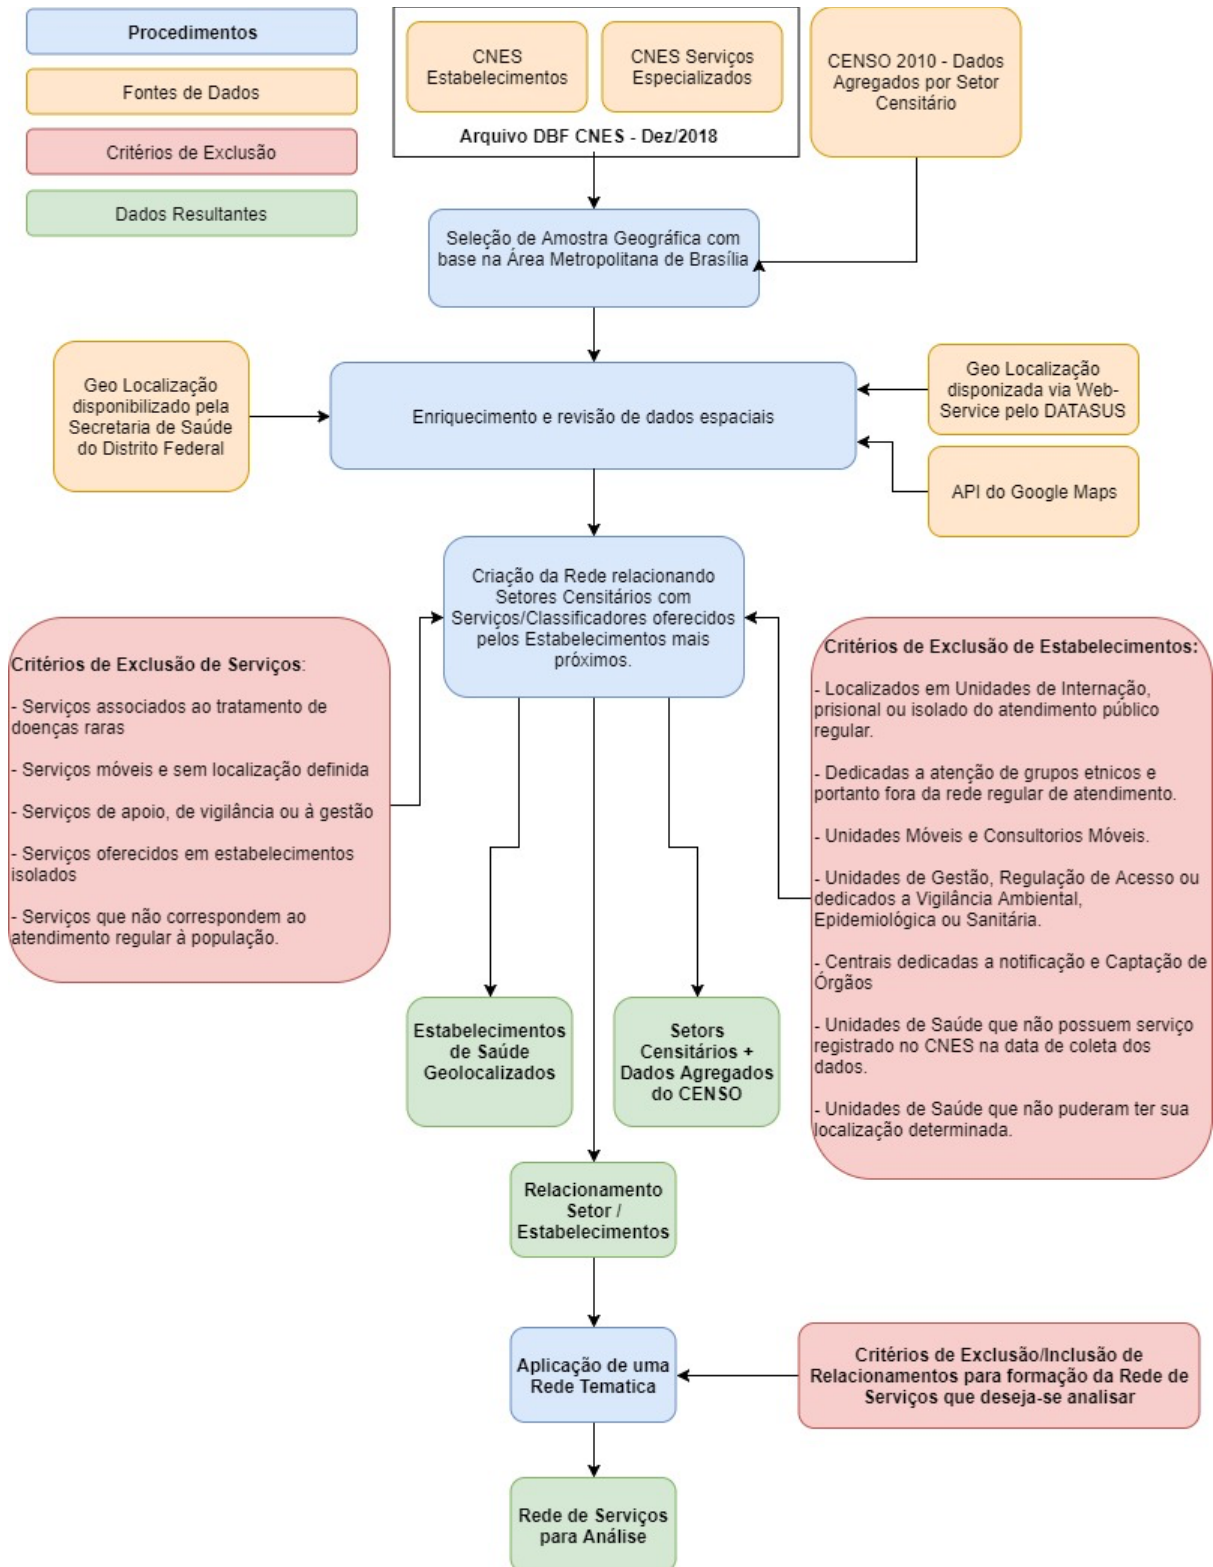 Procedimentos
Fontes de Dados
Critérios de Exclusão
Dados Resultantes
CNES
Estabelecimentos
CNES Serviços
Especializados
Arquivo DBF CNES - Dez/2018
CENSO 2010 - Dados
Agregados por Setor
Censitário
Seleção de Amostra Geográfica com
base na Área Metropolitana de Brasília
Geo Localização
disponibilizado pela
Secretaria de Saúde
do Distrito Federal
Enriquecimento e revisão de dados espaciais
Geo Localização
disponizada via Web-
Service pelo DATASUS
API do Google Maps
Criação da Rede relacionando
Setores Censitários com
Serviços/Classificadores oferecidos
pelos Estabelecimentos mais
próximos.
Critérios de Exclusão de Serviços:
- Serviços associados ao tratamento de
doenças raras
- Serviços móveis e sem localização definida
- Serviços de apoio, de vigilância ou à gestão
- Serviços oferecidos em estabelecimentos
isolados
- Serviços que não correspondem ao
atendimento regular à população.
Critérios de Exclusão de Estabelecimentos:
- Localizados em Unidades de Internação,
prisional ou isolado do atendimento público
regular.
- Dedicadas a atenção de grupos etnicos e
portanto fora da rede regular de atendimento.
- Unidades Móveis e Consultorios Móveis.
- Unidades de Gestão, Regulação de Acesso ou
dedicados a Vigilância Ambiental,
Epidemiológica ou Sanitária.
- Centrais dedicadas a notificação e Captação de
Órgãos
- Unidades de Saúde que não possuem serviço
registrado no CNES na data de coleta dos
dados.
- Unidades de Saúde que não puderam ter sua
localização determinada.
Estabelecimentos
de Saúde
Geolocalizados
Setors
Censitários +
Dados Agregados
do CENSO
Relacionamento
Setor /
Estabelecimentos
Aplicação de uma
Rede Tematica
Critérios de Exclusão/Inclusão de
Relacionamentos para formação da Rede de
Serviços que deseja-se analisar
Rede de Serviços
para Análise